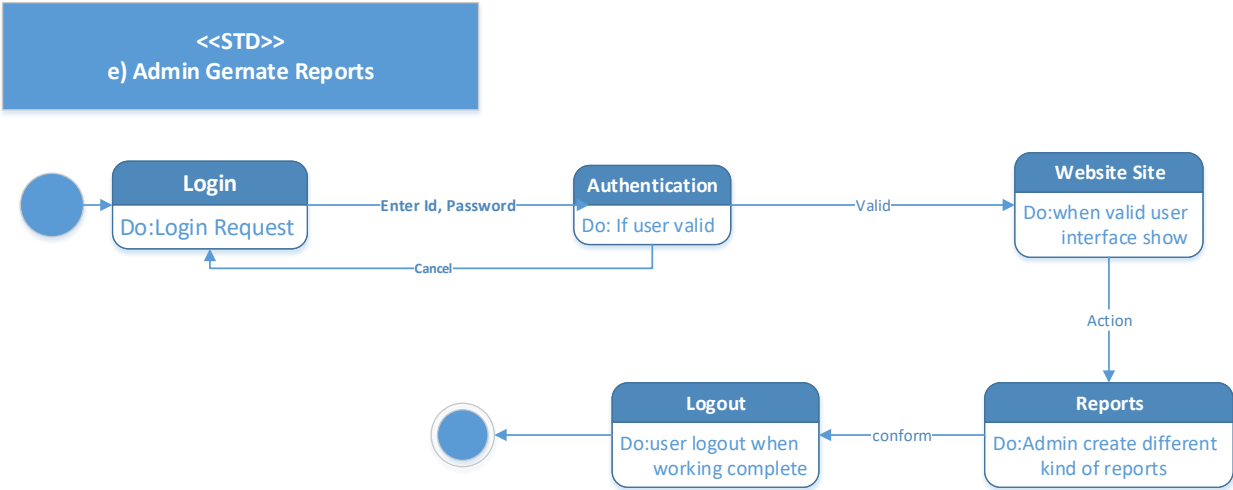 <<STD>>
e) Admin Gernate Reports
Login
Do:Login Request
Enter Id, Password
Authentication
Do: If user valid
Valid
Website Site
Do:when valid user
interface show
Cancel
Action
Logout
Do:user logout when
working complete
conform
Reports
Do:Admin create different
kind of reports